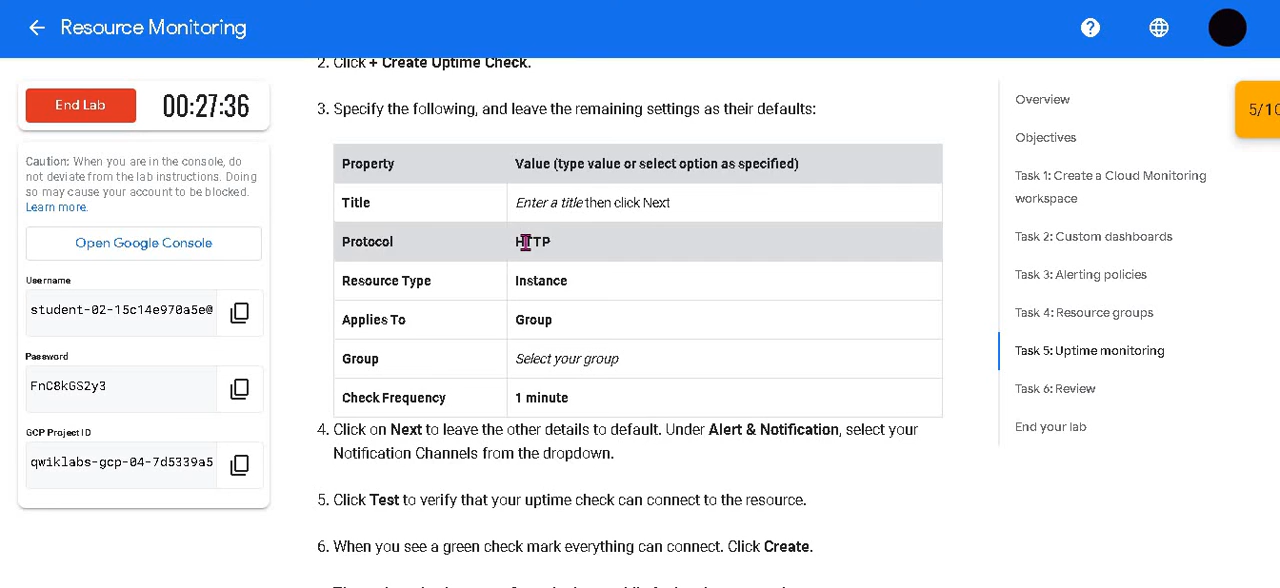 Resource Monitoring
2. Click + Create Uptime Check.
End Lab
00:27:36
3. Specify the following, and leave the remaining settings as their defaults:
Caution: When you are in the console, do
not deviate from the lab instructions. Doing
so may cause your account to be blocked.
Learn more.
Open Google Console
Username
student-02-15c14e970a5e@
Password
FnC8kGS2y3
GCP Project ID
qwiklabs-gcp-04-7d5339a5
Property Value (type value or select option as specified)
Title Enter a title then click Next
Protocol HTTP
Resource Type Instance
Applies To Group
Group Select your group
Check Frequency 1 minute
4. Click on Next to leave the other details to default. Under Alert & Notification, select your
Notification Channels from the dropdown.
5. Click Test to verify that your uptime check can connect to the resource.
6. When you see a green check mark everything can connect. Click Create.
Overview
Objectives
Task 1: Create a Cloud Monitoring
workspace
Task 2: Custom dashboards
Task 3: Alerting policies
Task 4: Resource groups
Task 5: Uptime monitoring
Task 6: Review
End your lab
5/10